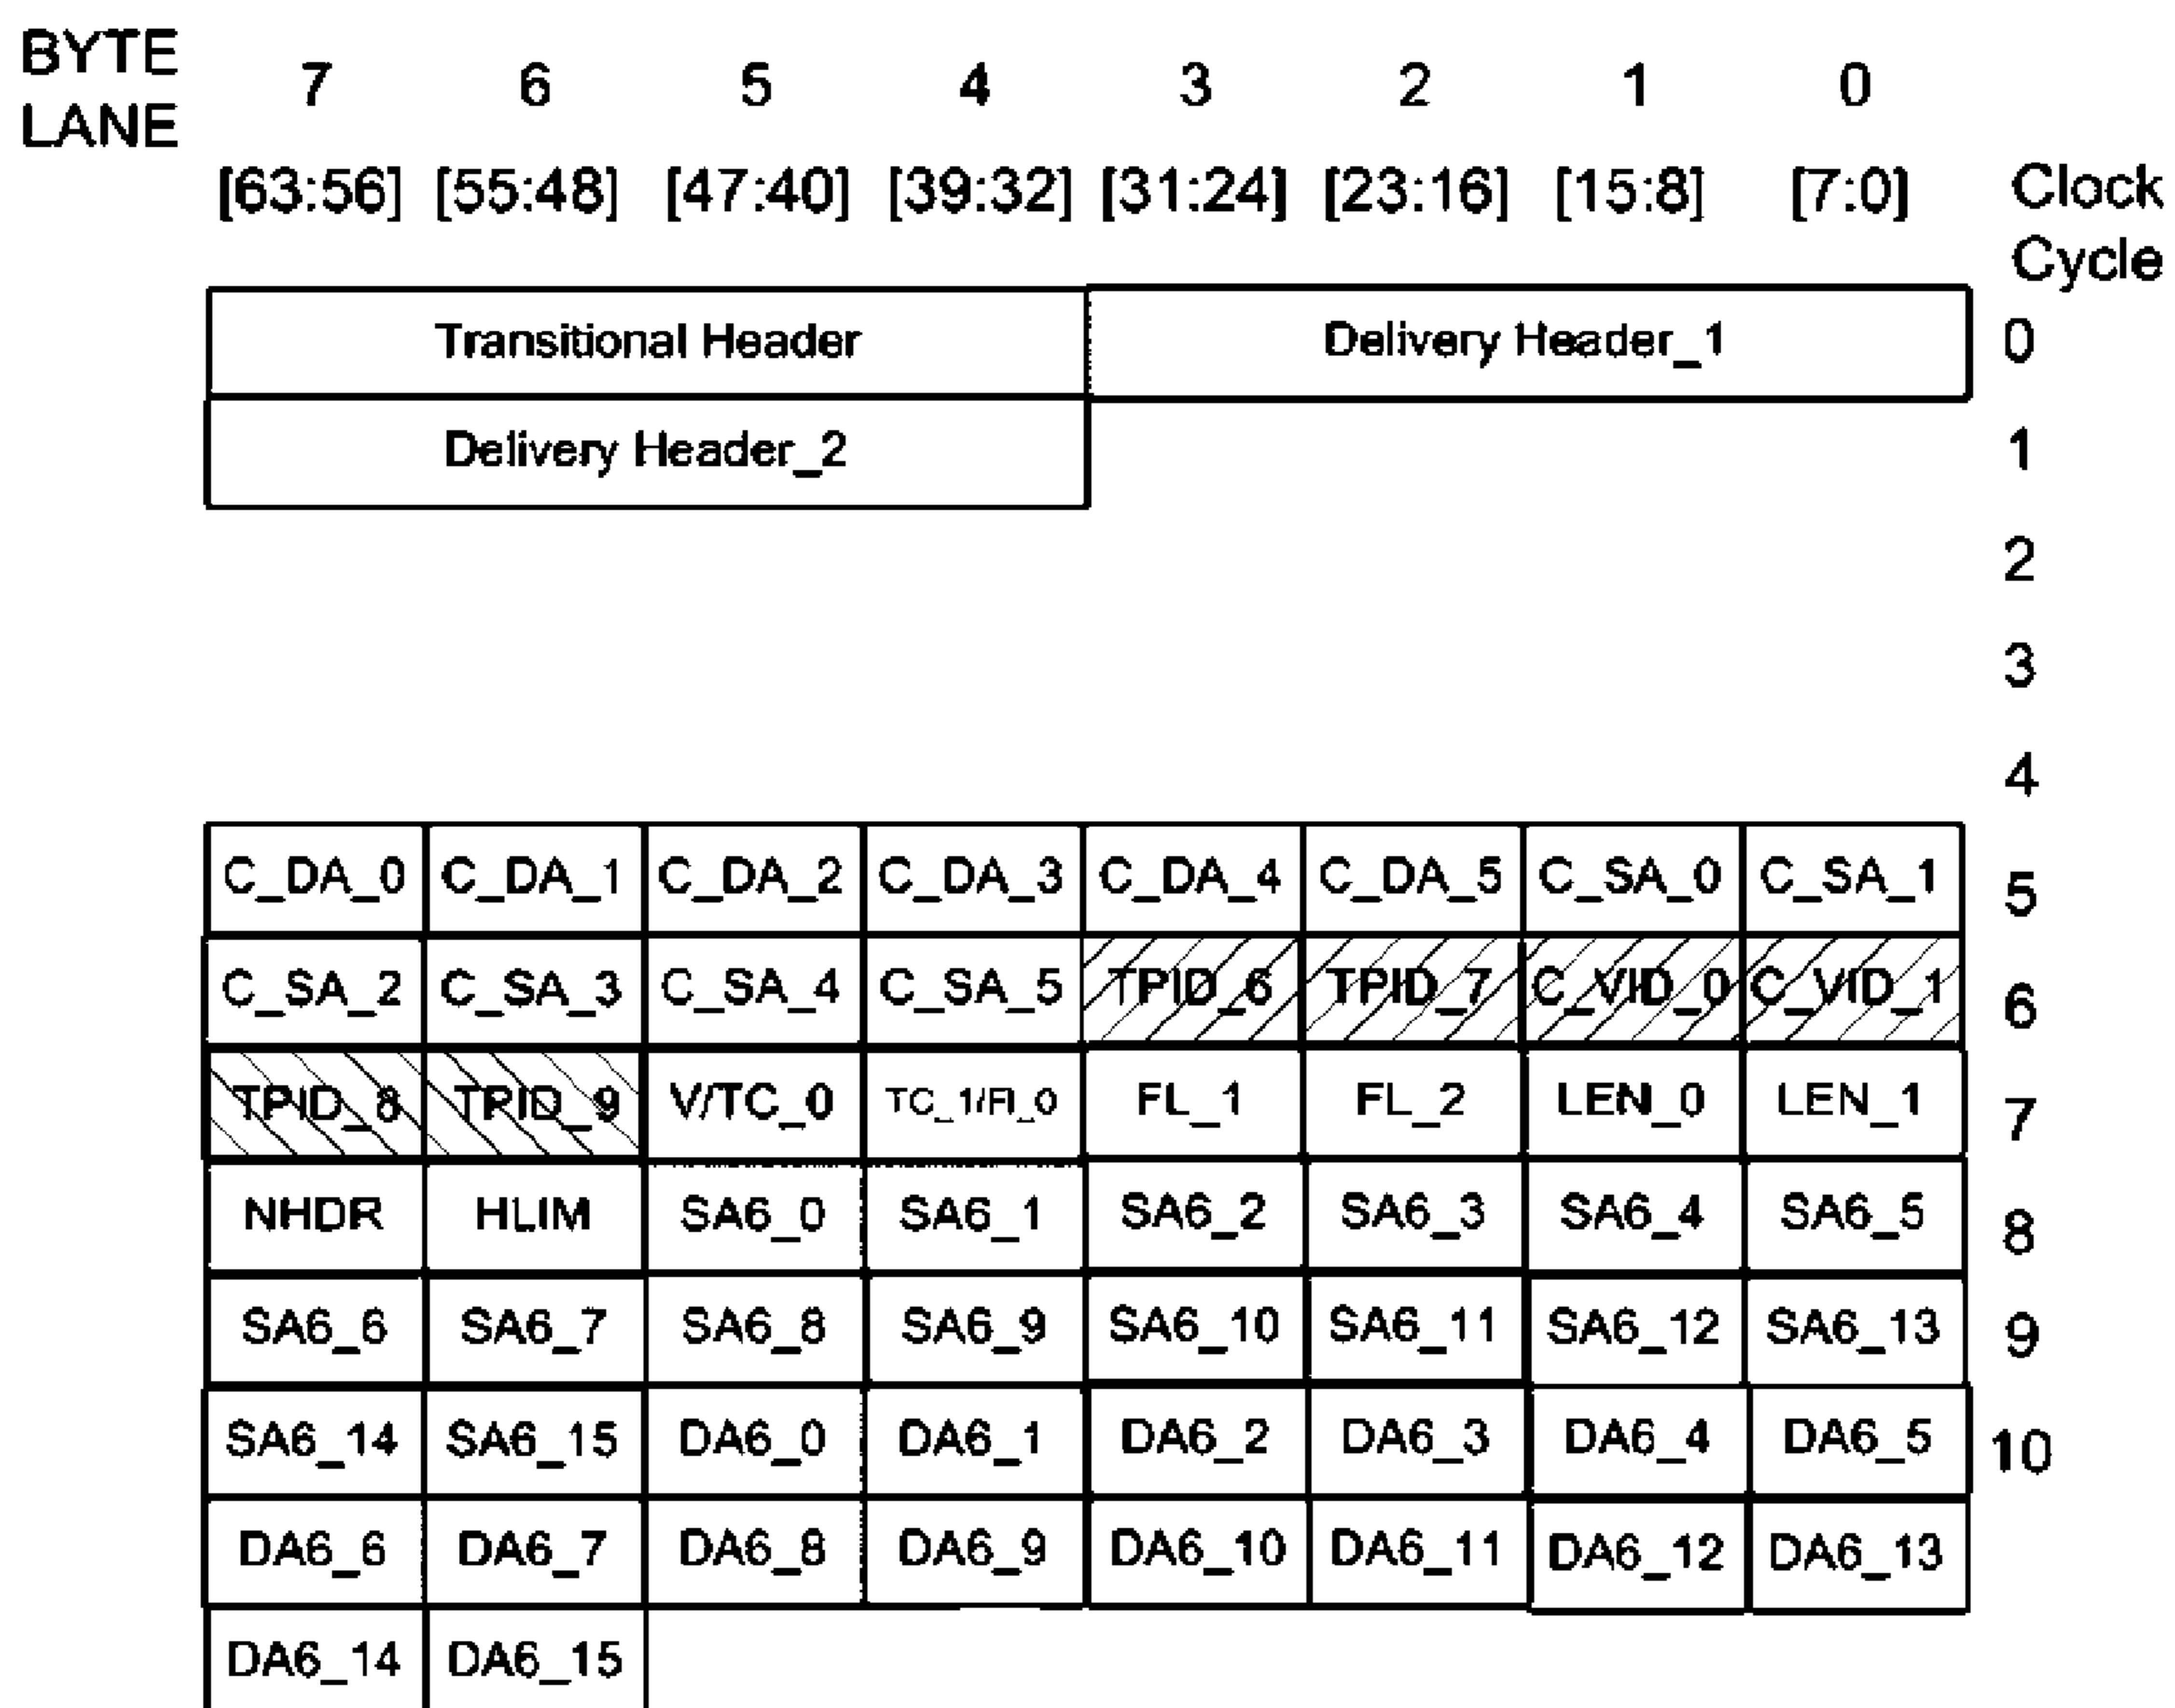 BYTE LANE 7 6 5 4 3 2 1 0
[63:56] [55:48] [47:40] [39:32] [31:24] [23:16] [15:8] [7:0] Clock Cycle
Transitional Header Delivery Header_1 0
Delivery Header_2 1
2
3
4
C_DA_0 C_DA_1 C_DA_2 C_DA_3 C_DA_4 C_DA_5 C_SA_0 C_SA_1 5
C_SA_2 C_SA_3 C_SA_4 C_SA_5 TPID_6 TPID_7 C_VID_0 C_VID_1 6
TPID_8 TPID_9 V/TC_0 TC_1/Fl_0 FL_1 FL_2 LEN_0 LEN_1 7
NHDR HLIM SA6_0 SA6_1 SA6_2 SA6_3 SA6_4 SA6_5 8
SA6_6 SA6_7 SA6_8 SA6_9 SA6_10 SA6_11 SA6_12 SA6_13 9
SA6_14 SA6_15 DA6_0 DA6_1 DA6_2 DA6_3 DA6_4 DA6_5 10
DA6_6 DA6_7 DA6_8 DA6_9 DA6_10 DA6_11 DA6_12 DA6_13
DA6_14 DA6_15